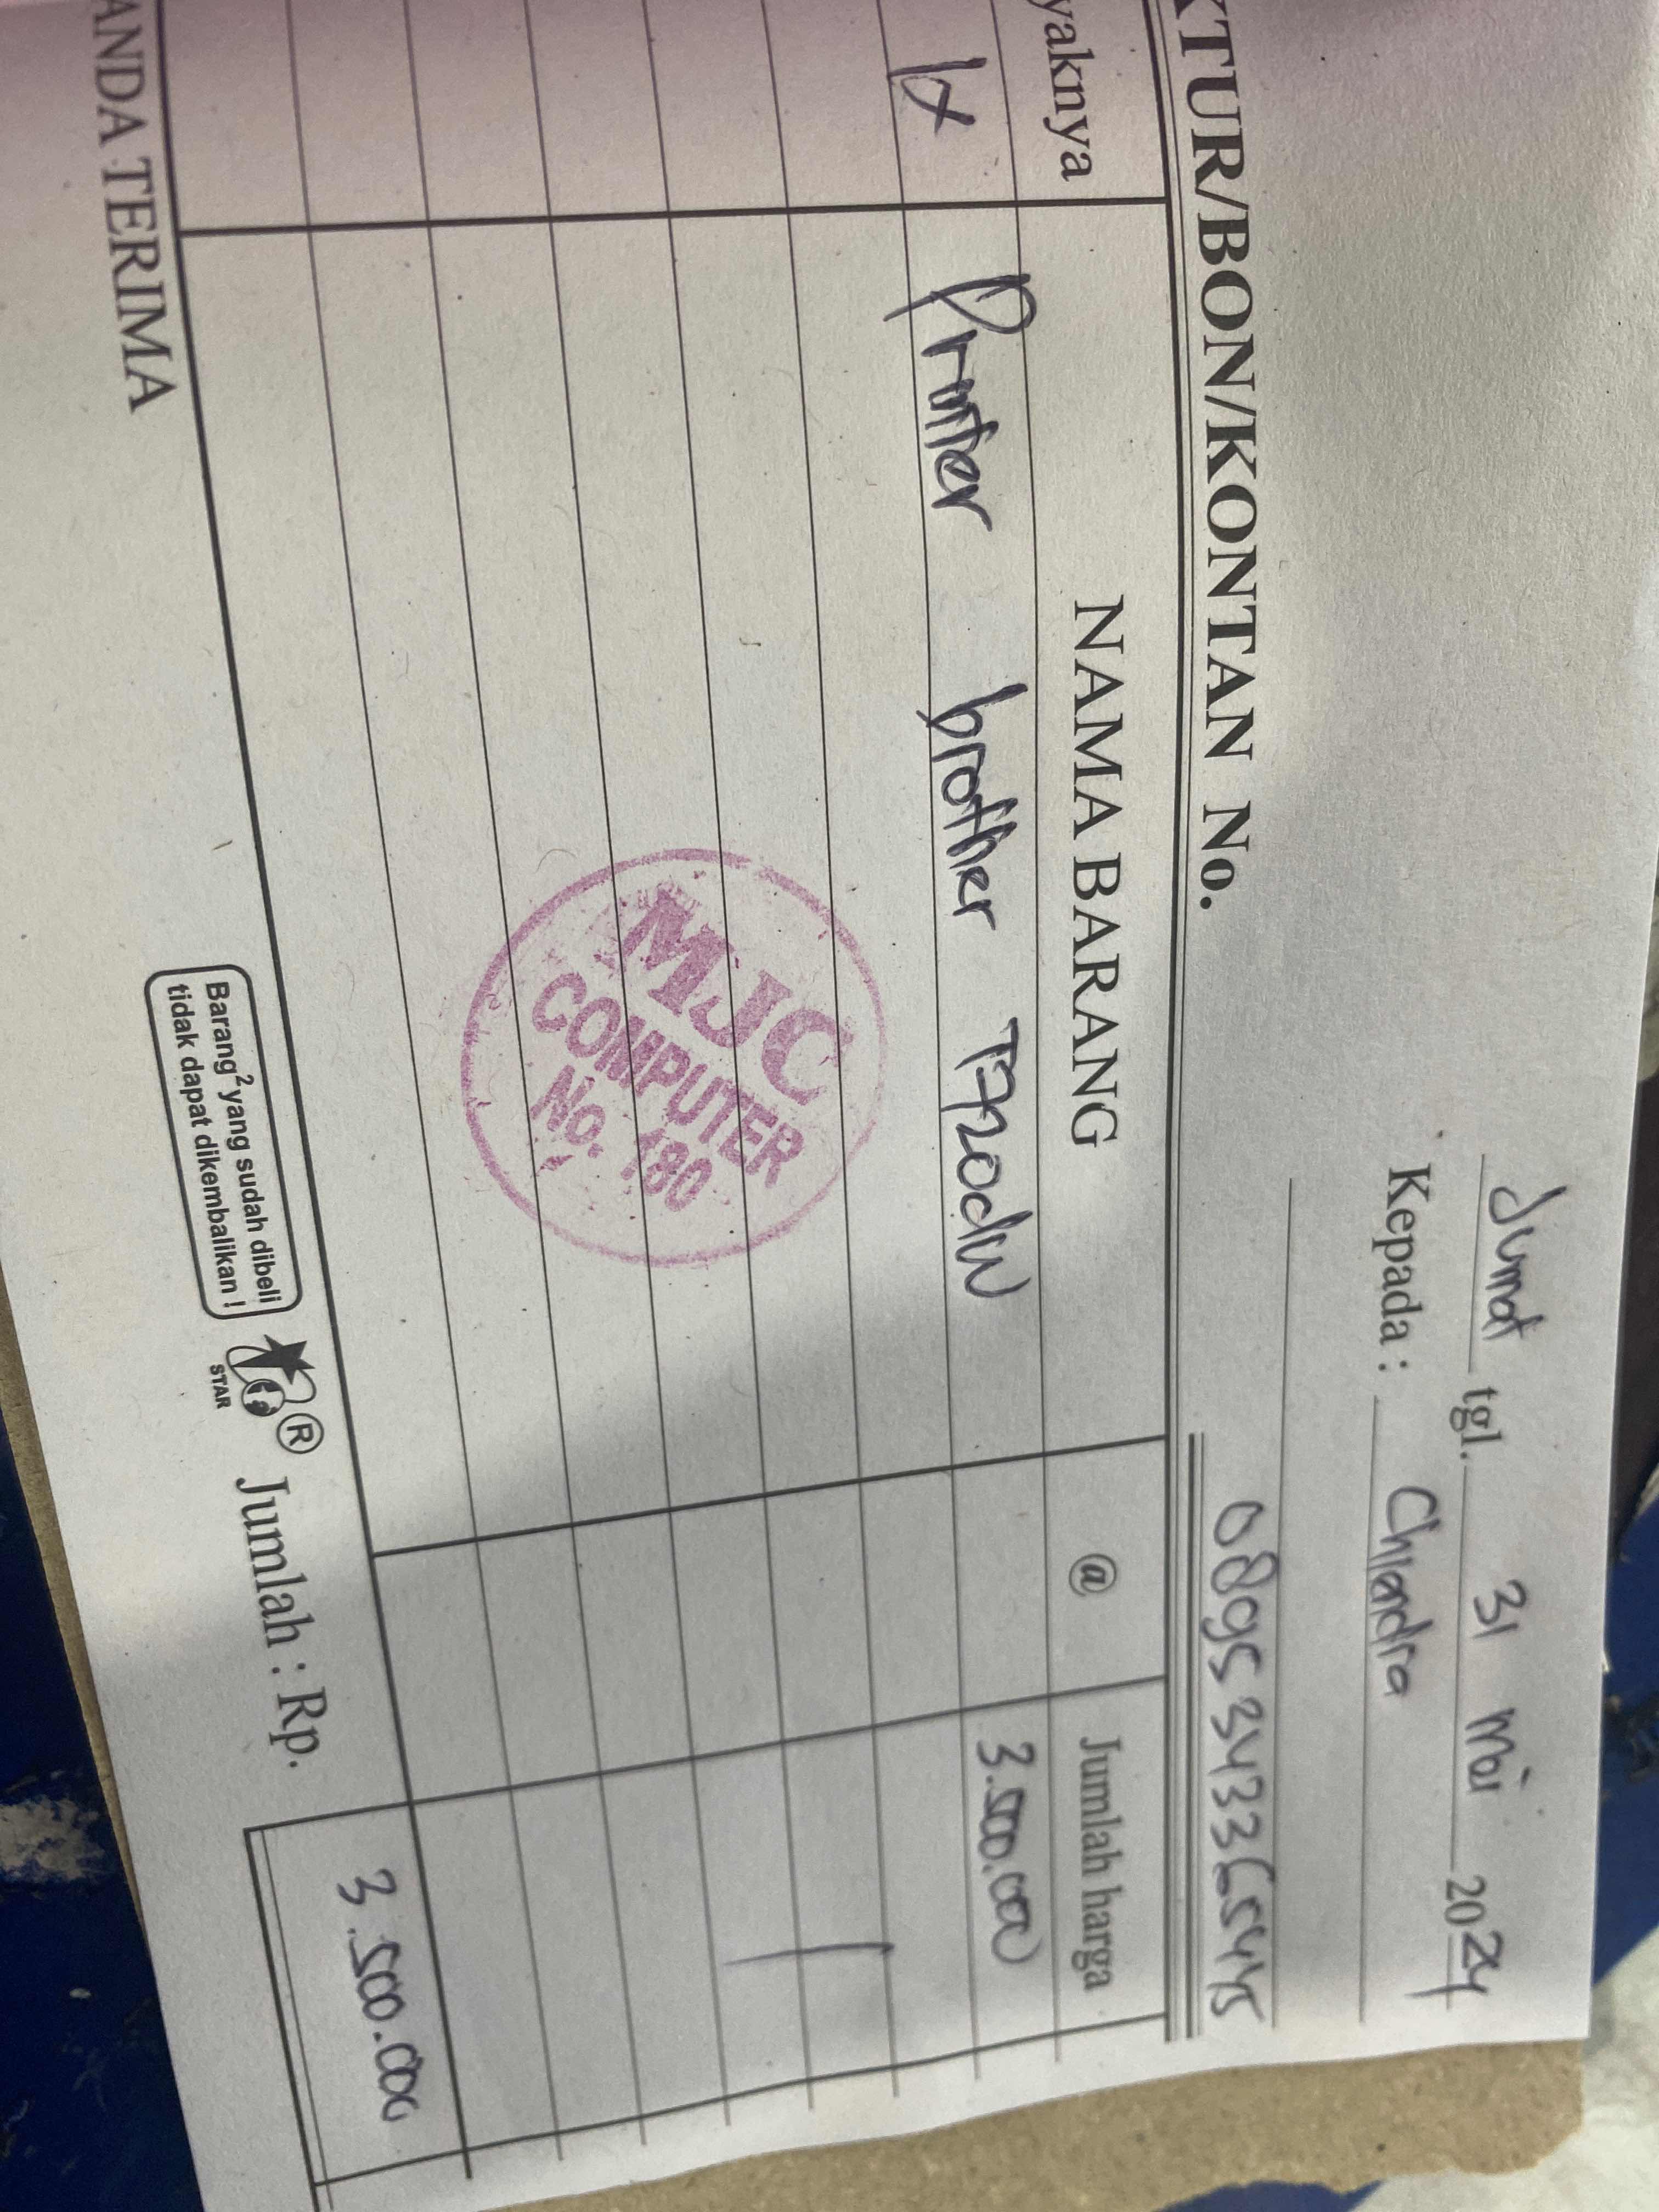 Jumat tgl. 31 Mei 2024
Kepada : Chandra
KTUR/BON/KONTAN No.
yaknya NAMA BARANG @ Jumlah harga
1x Printer brother T720dw 3.500.000
MJC
COMPUTER
No. 180
ANDA TERIMA
Barang² yang sudah dibeli
tidak dapat dikembalikan !
STAR
®
Jumlah : Rp. 3.500.000